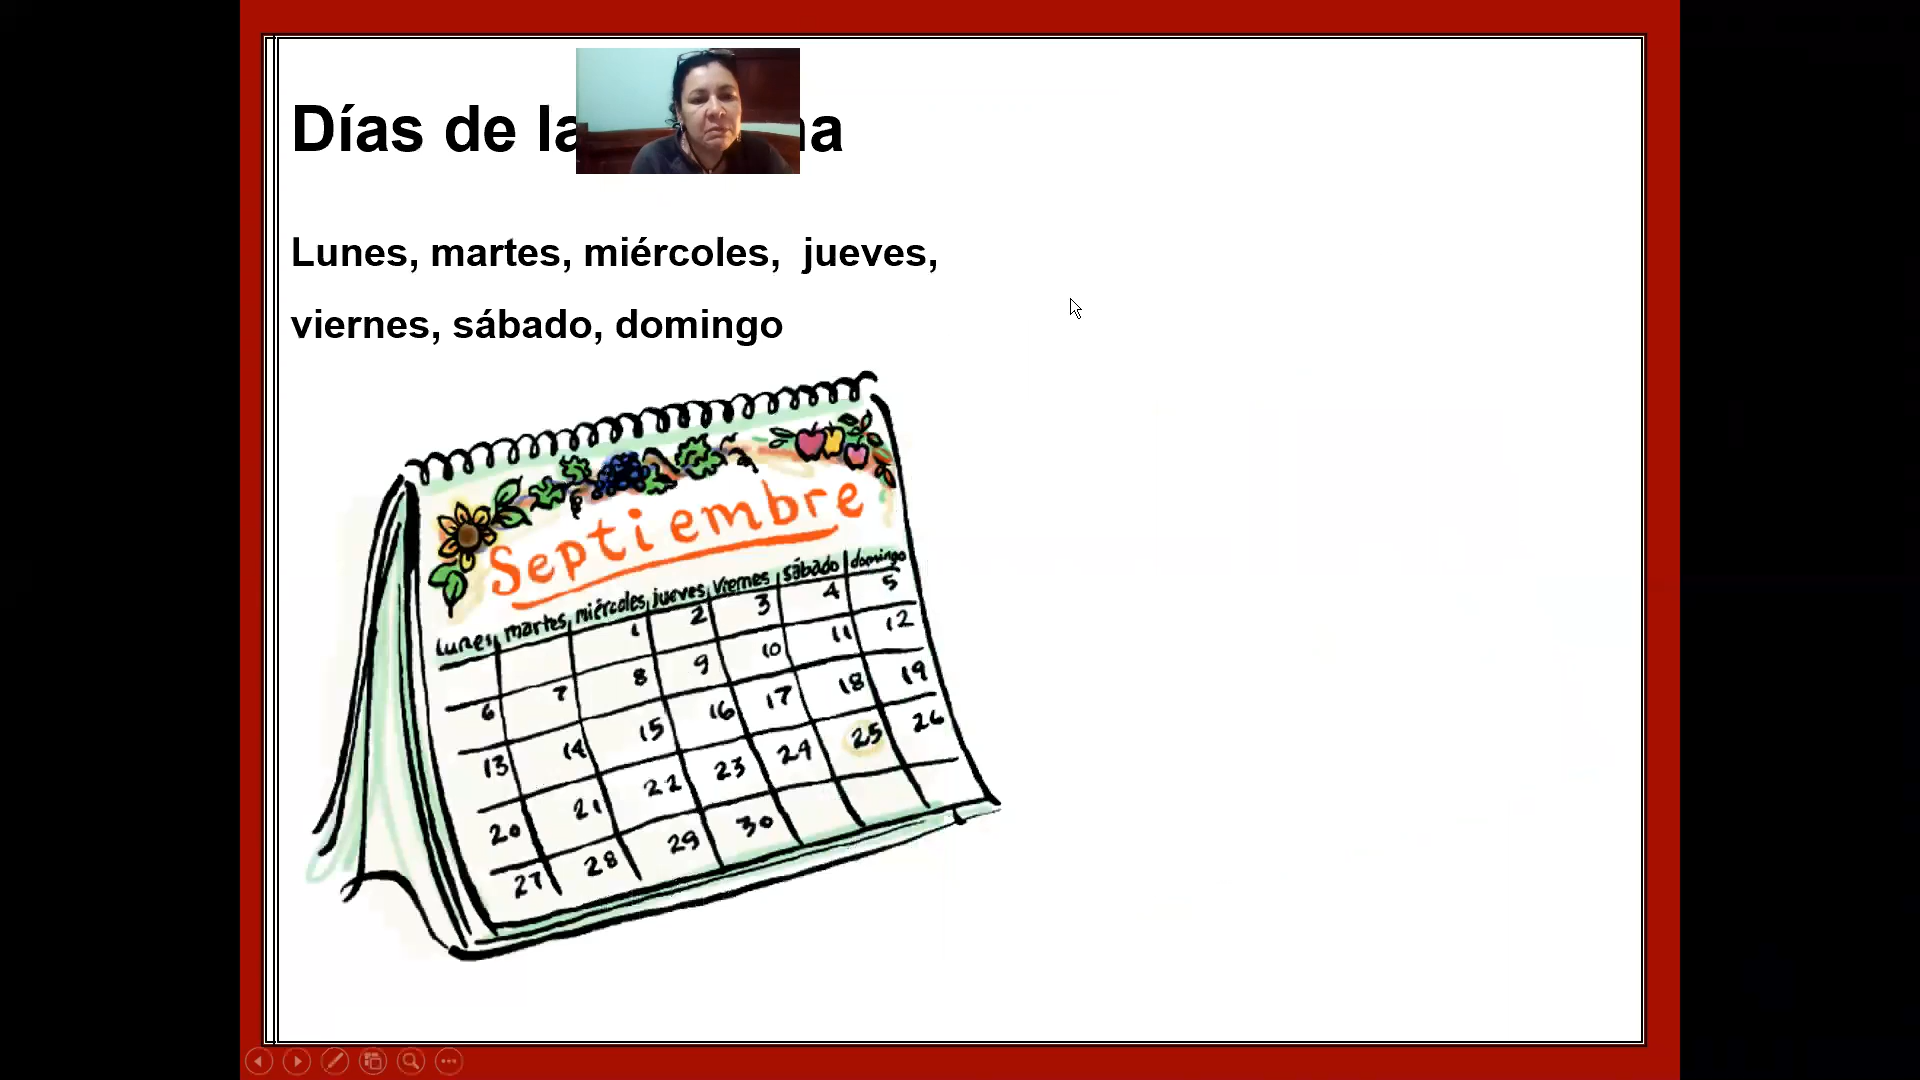 Días de la na
Lunes, martes, miércoles, jueves,
viernes, sábado, domingo
Septiembre
lunes martes miércoles jueves viernes sábado domingo
1 2 3 4 5
6 7 8 9 10 11 12
13 14 15 16 17 18 19
20 21 22 23 24 25 26
27 28 29 30